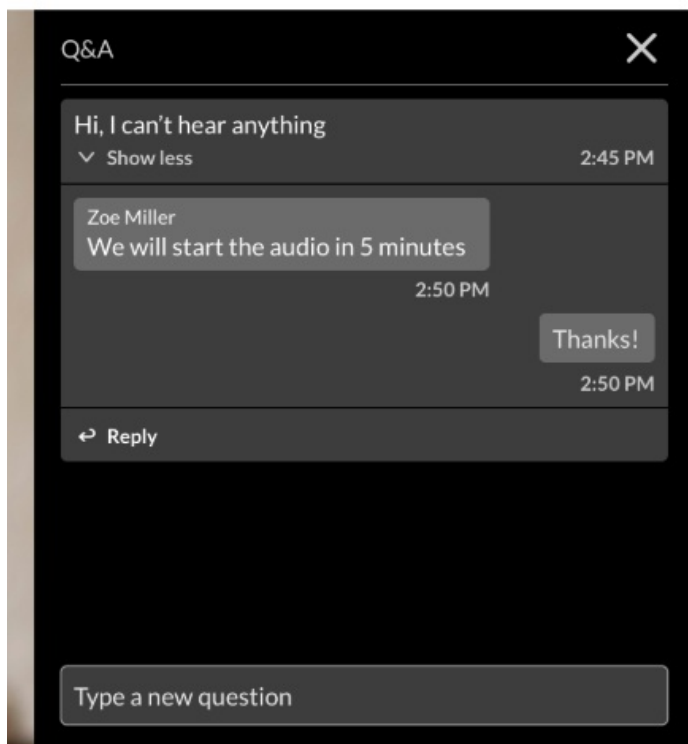 Q&A
Hi, I can't hear anything
Show less
2:45 PM
Zoe Miller
We will start the audio in 5 minutes
2:50 PM
Thanks!
2:50 PM
Reply
Type a new question